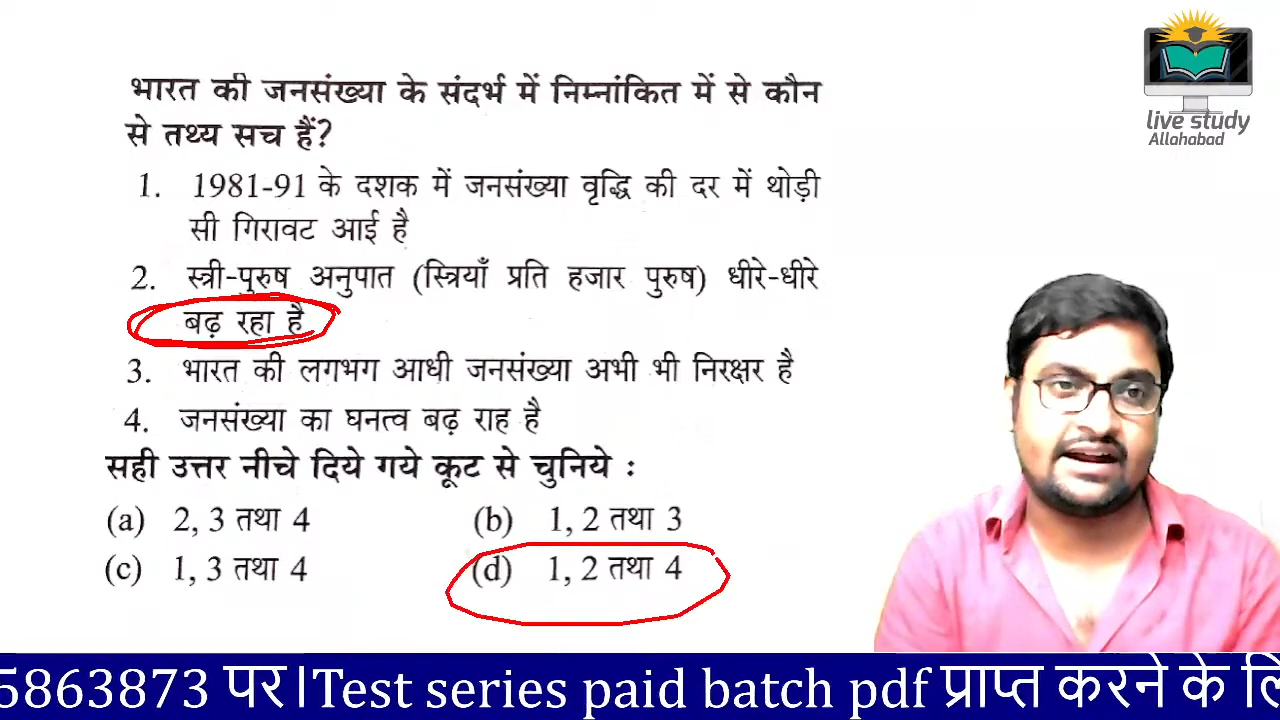 भारत की जनसंख्या के संदर्भ में निम्नांकित में से कौन
से तथ्य सच हैं?
1. 1981-91 के दशक में जनसंख्या वृद्धि की दर में थोड़ी
सी गिरावट आई है
2. स्त्री-पुरुष अनुपात (स्त्रियाँ प्रति हजार पुरुष) धीरे-धीरे
बढ़ रहा है
3. भारत की लगभग आधी जनसंख्या अभी भी निरक्षर है
4. जनसंख्या का घनत्व बढ़ राह है
सही उत्तर नीचे दिये गये कूट से चुनिये :
(a) 2, 3 तथा 4 (b) 1, 2 तथा 3
(c) 1, 3 तथा 4 (d) 1, 2 तथा 4
live study
Allahabad
5863873 पर।Test series paid batch pdf प्राप्त करने के लि